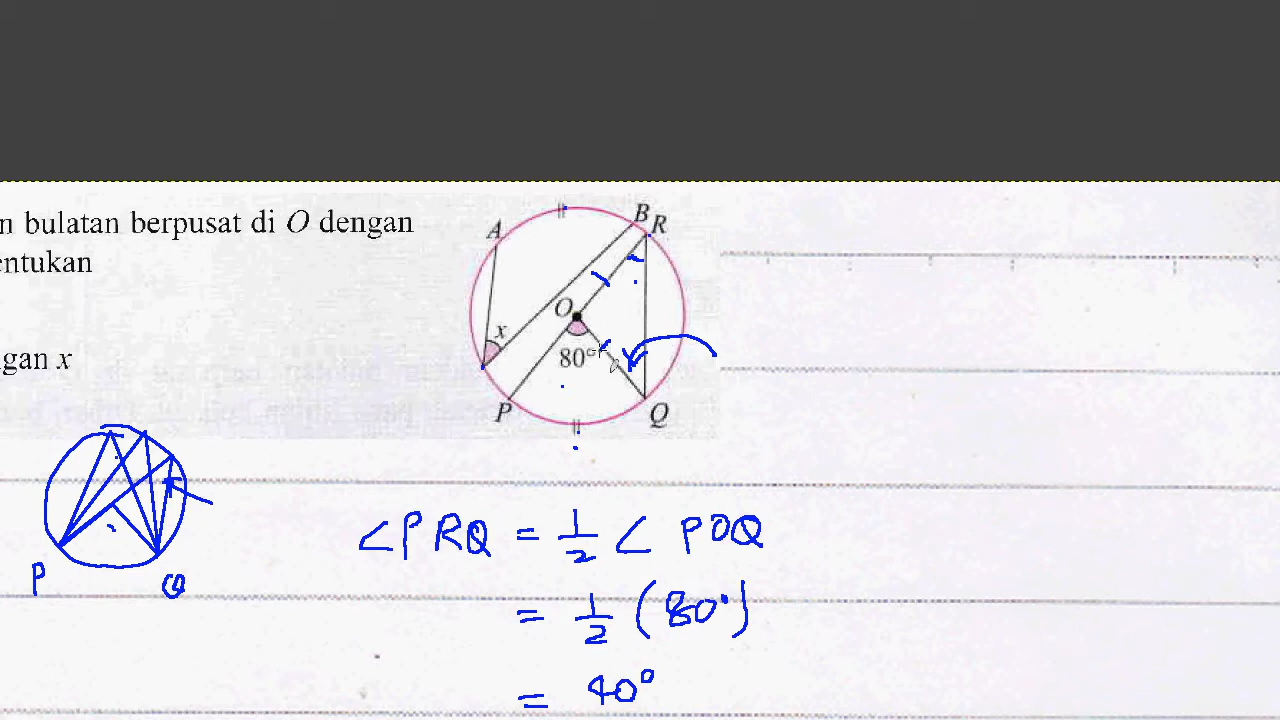 n bulatan berpusat di O dengan
entukan
gan x
A
B R
x
O
80°
P
Q
P
Q
∠PRQ = 1/2 ∠ POQ
= 1/2 (80°)
= 40°